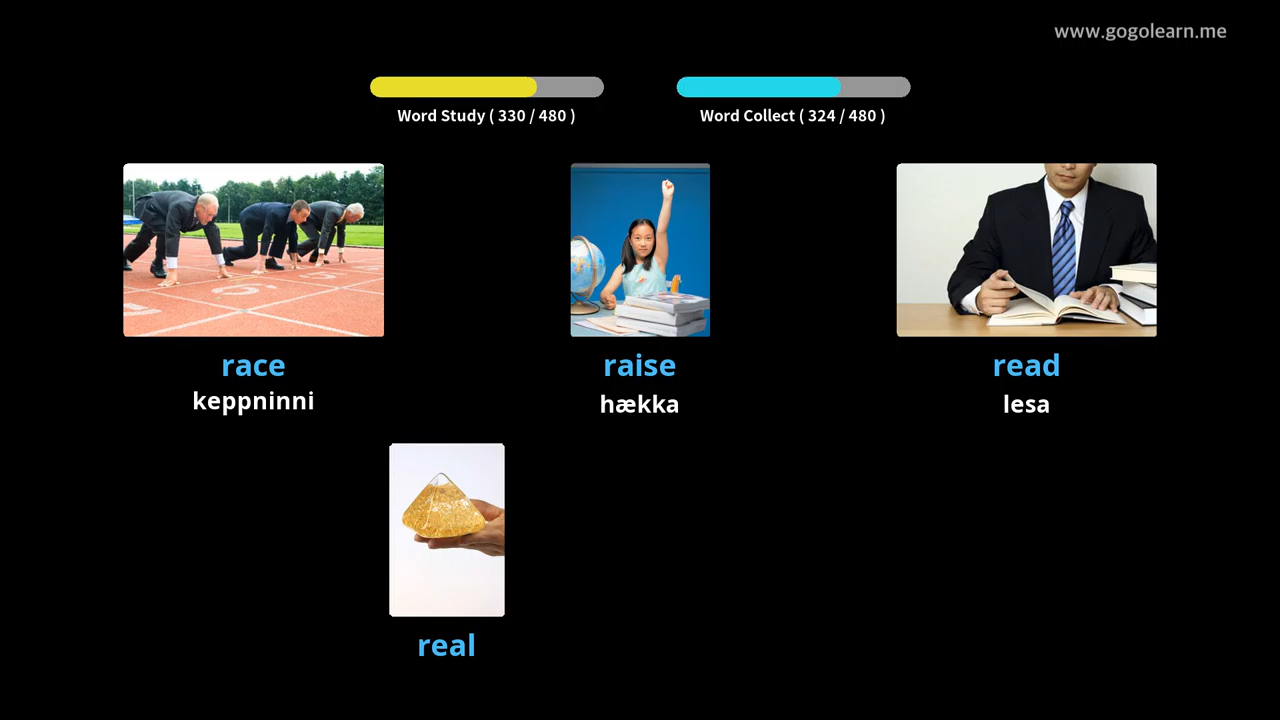 www.gogolearn.me
Word Study ( 330 / 480 )
Word Collect ( 324 / 480 )
race
keppninni
raise
hækka
read
lesa
real